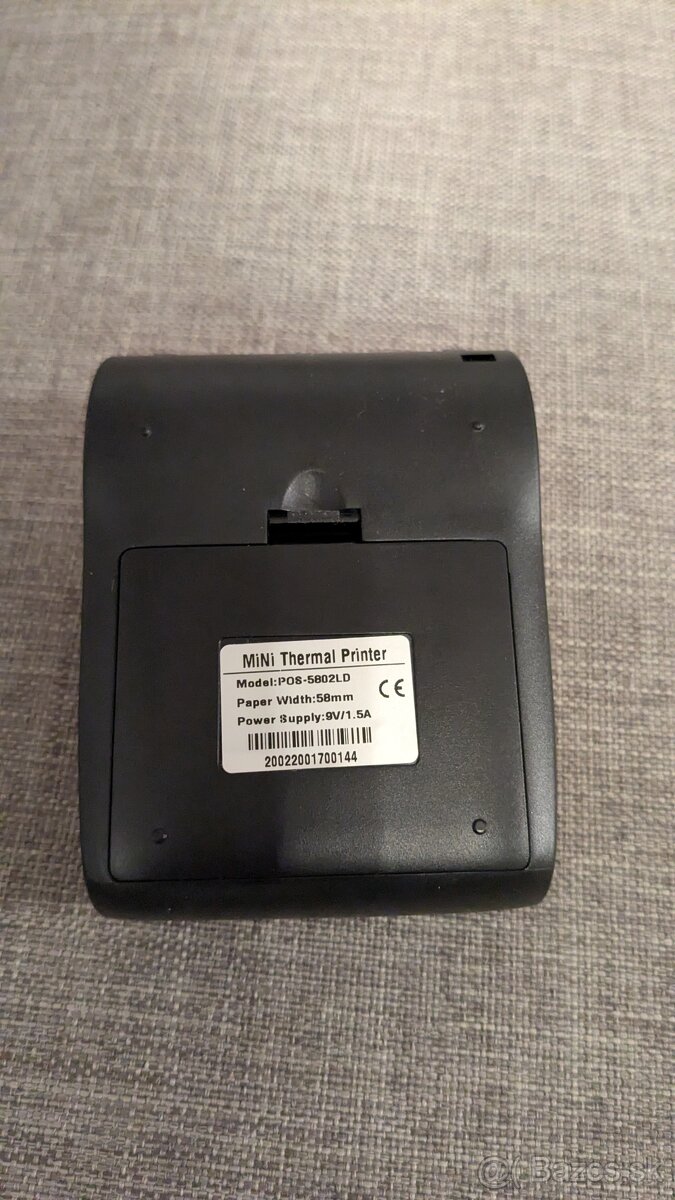 MiNi Thermal Printer
Model:POS-5802LD
CE
Paper Width:58mm
Power Supply:9V/1.5A
20022001700144
@( Bazos.sk